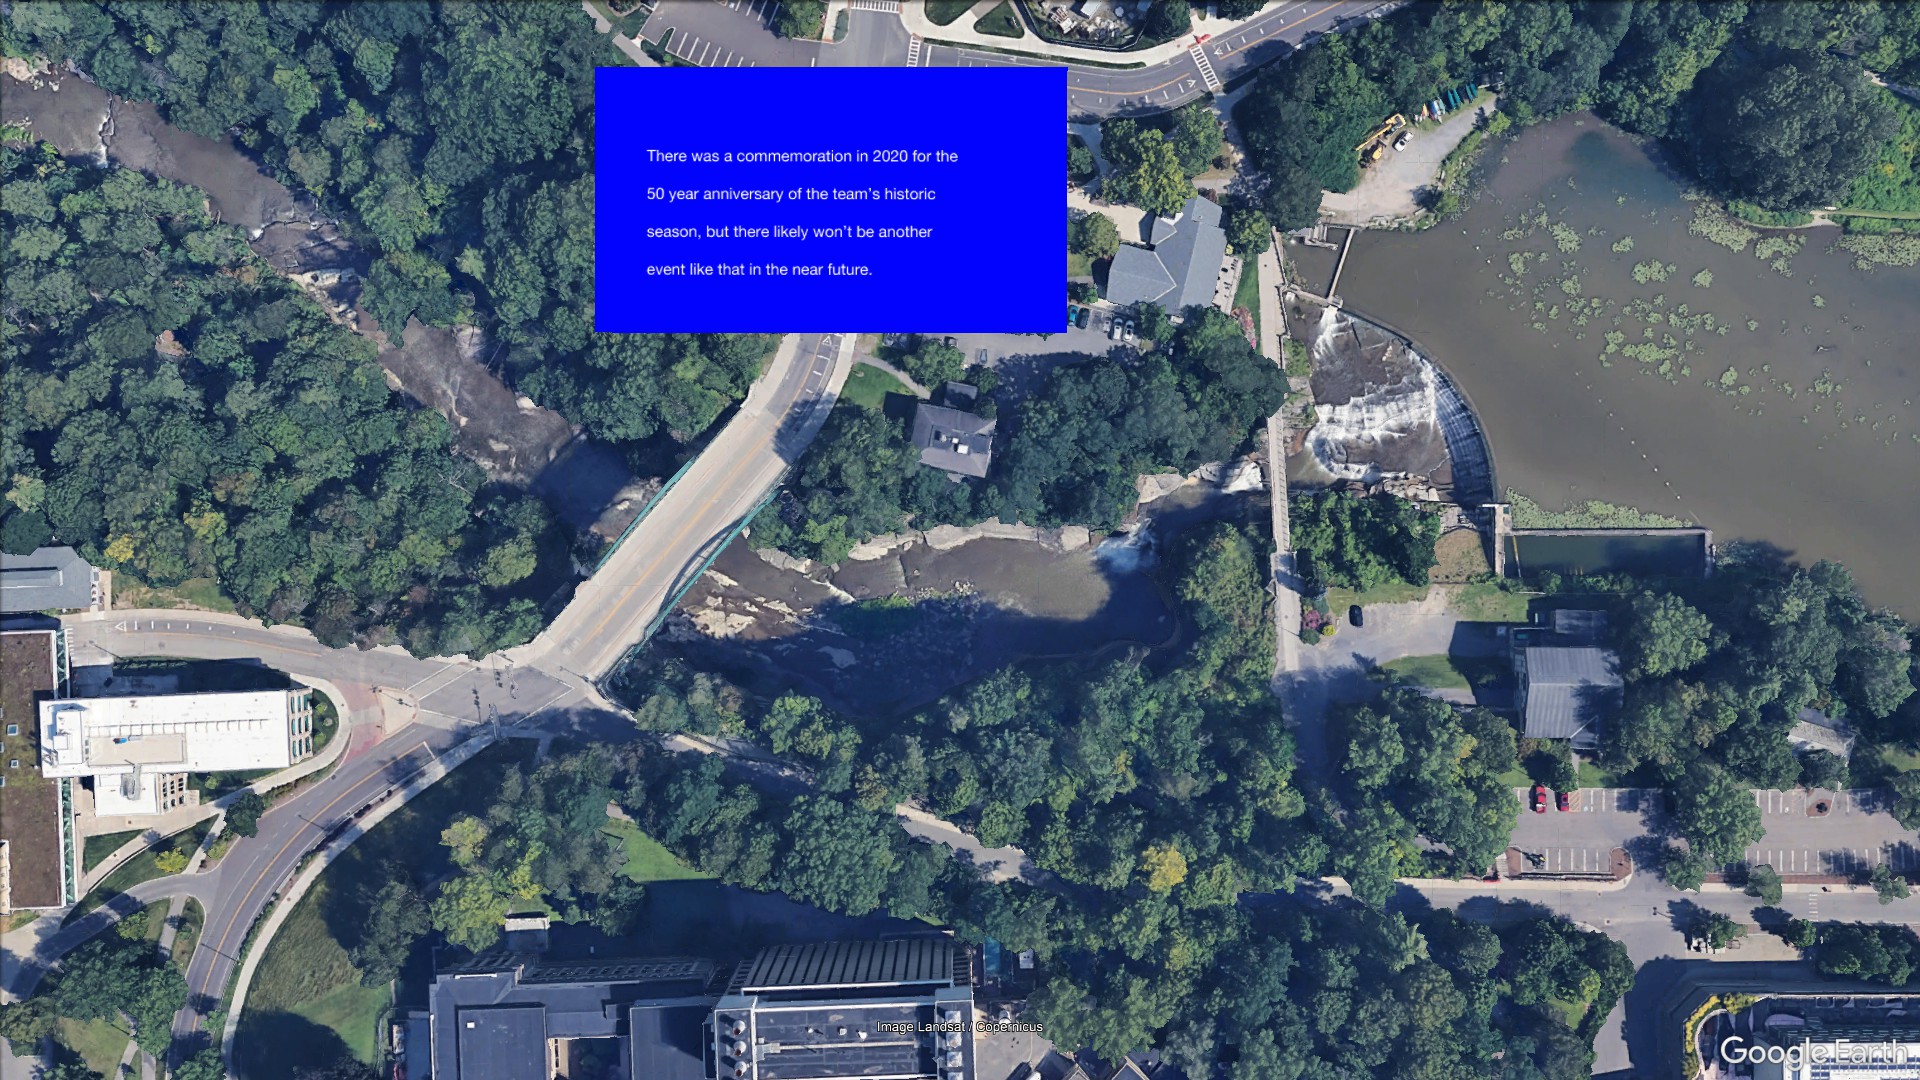 There was a commemoration in 2020 for the
50 year anniversary of the team's historic
season, but there likely won't be another
event like that in the near future.
Image Landsat / Copernicus
Google Earth